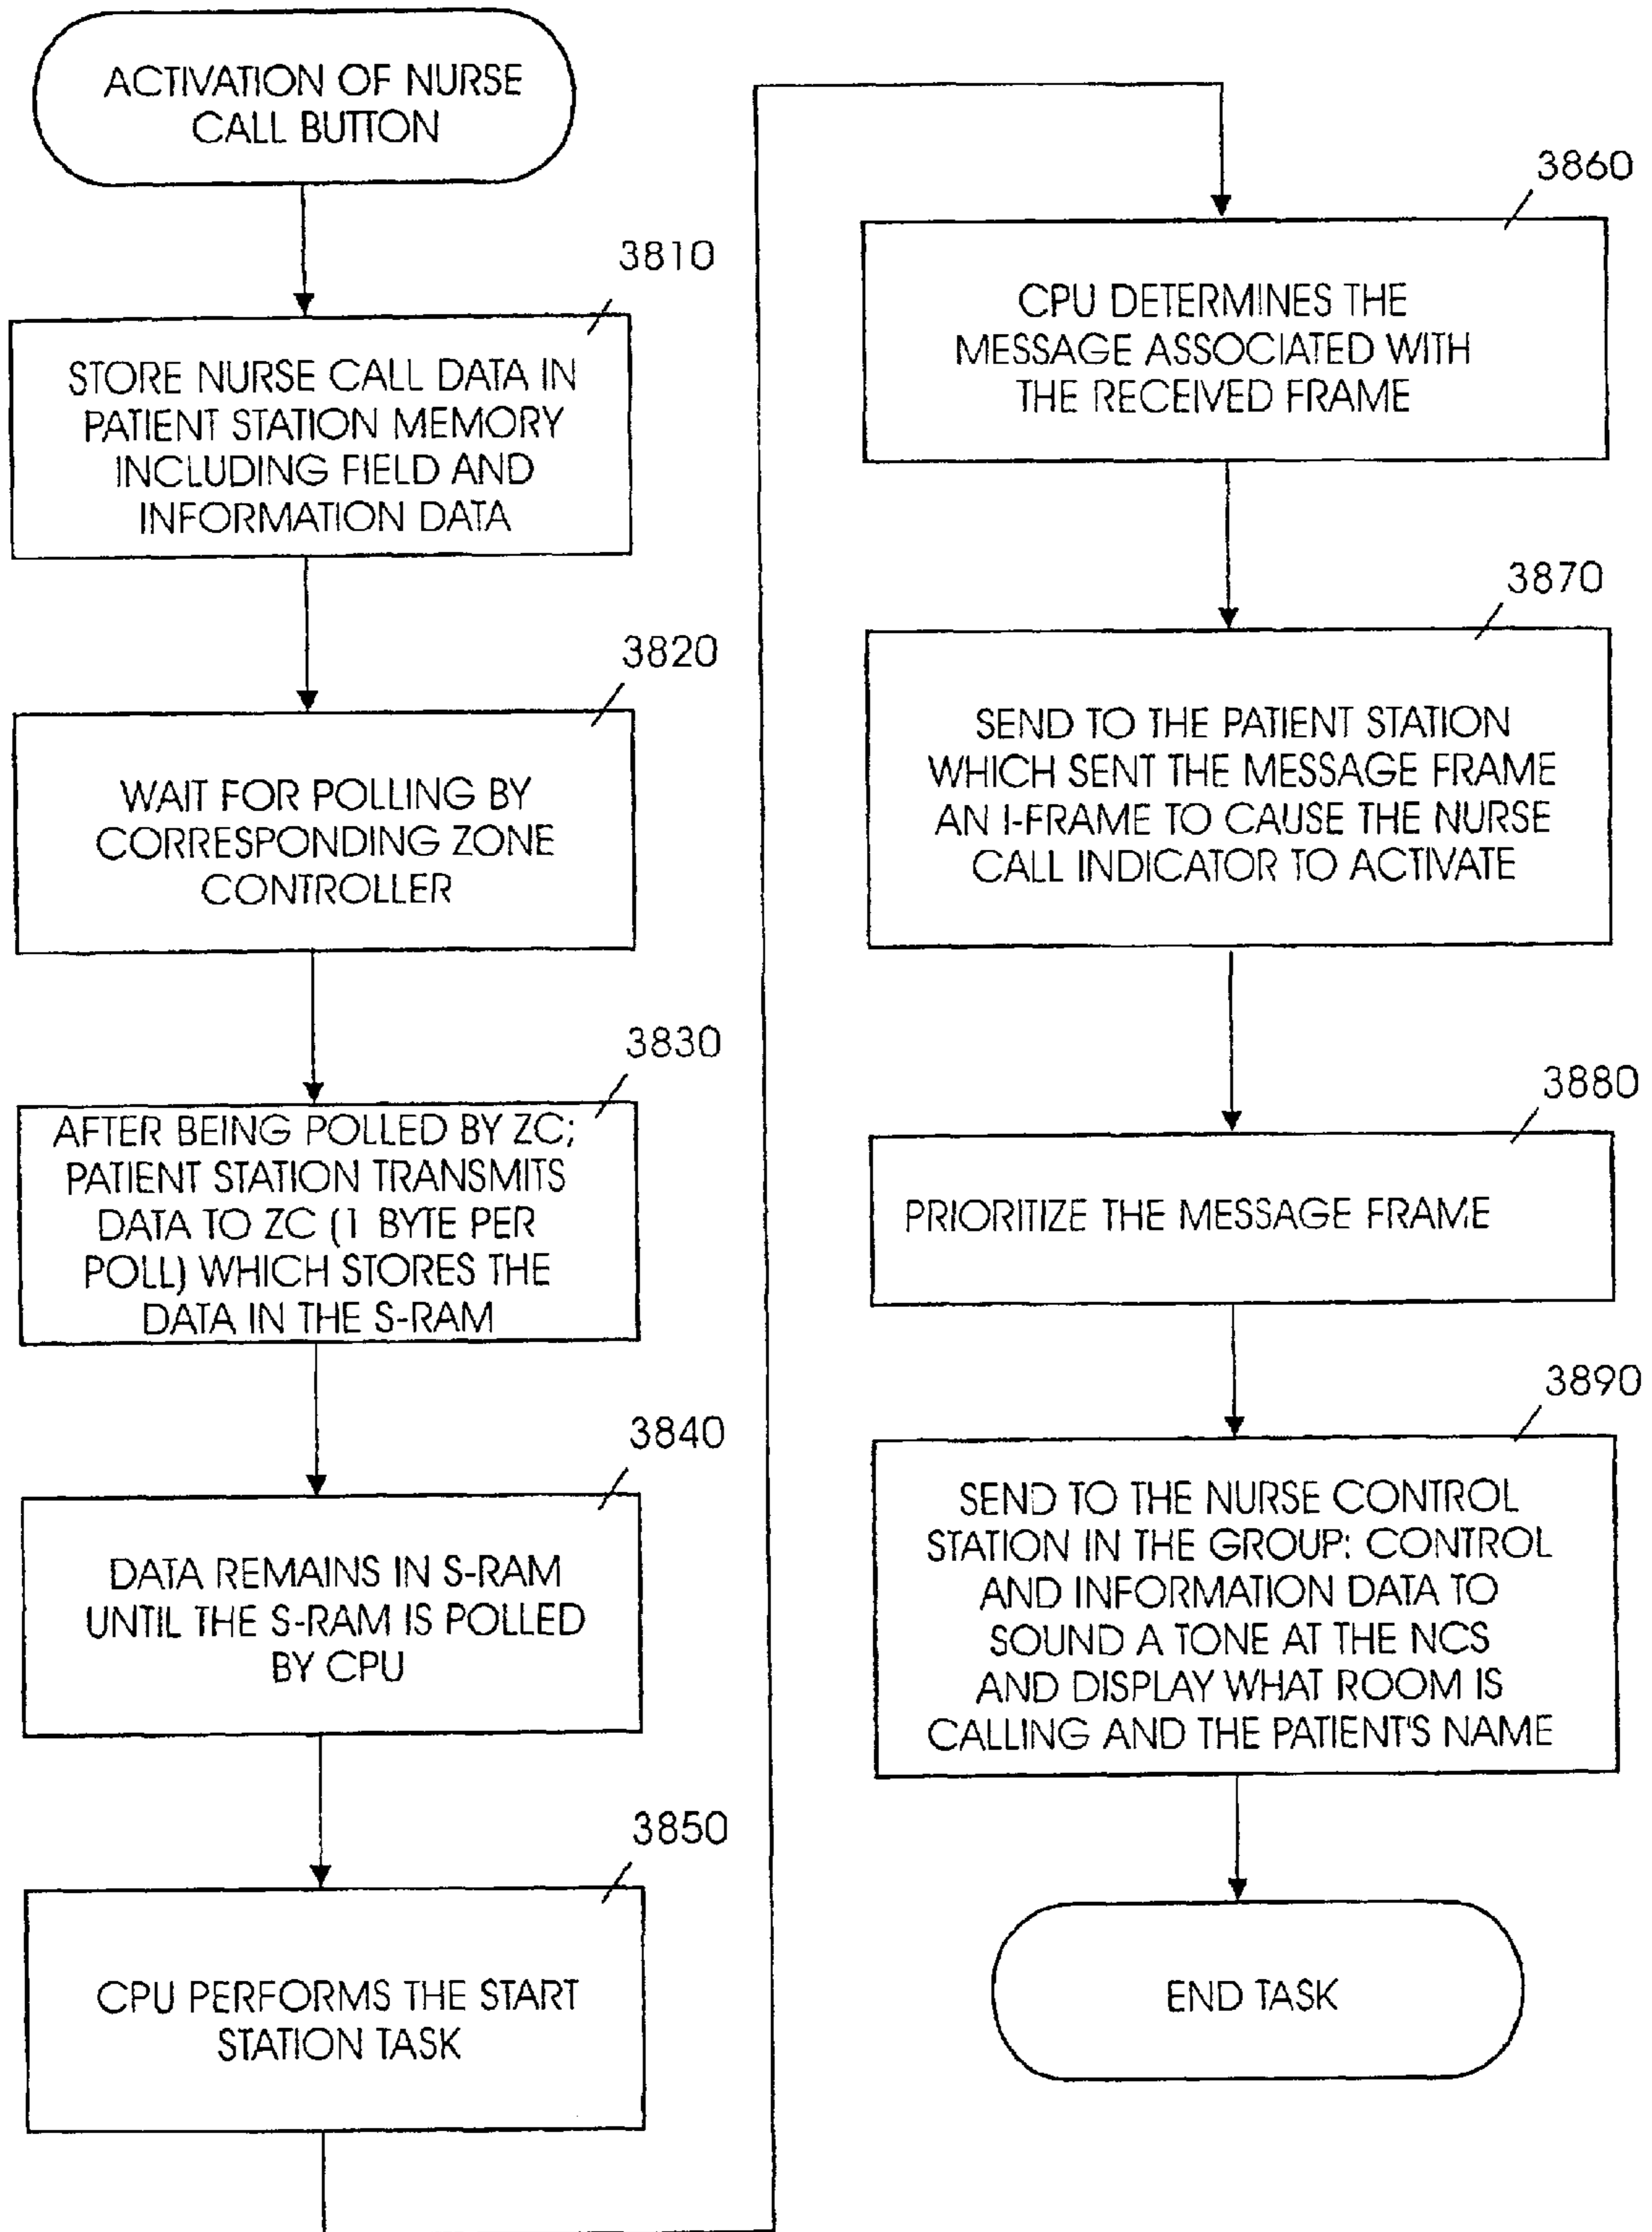 ACTIVATION OF NURSE
CALL BUTTON
3810
STORE NURSE CALL DATA IN
PATIENT STATION MEMORY
INCLUDING FIELD AND
INFORMATION DATA
3820
WAIT FOR POLLING BY
CORRESPONDING ZONE
CONTROLLER
3830
AFTER BEING POLLED BY ZC;
PATIENT STATION TRANSMITS
DATA TO ZC (1 BYTE PER
POLL) WHICH STORES THE
DATA IN THE S-RAM
3840
DATA REMAINS IN S-RAM
UNTIL THE S-RAM IS POLLED
BY CPU
3850
CPU PERFORMS THE START
STATION TASK
3860
CPU DETERMINES THE
MESSAGE ASSOCIATED WITH
THE RECEIVED FRAME
3870
SEND TO THE PATIENT STATION
WHICH SENT THE MESSAGE FRAME
AN I-FRAME TO CAUSE THE NURSE
CALL INDICATOR TO ACTIVATE
3880
PRIORITIZE THE MESSAGE FRAME
3890
SEND TO THE NURSE CONTROL
STATION IN THE GROUP: CONTROL
AND INFORMATION DATA TO
SOUND A TONE AT THE NCS
AND DISPLAY WHAT ROOM IS
CALLING AND THE PATIENT'S NAME
END TASK